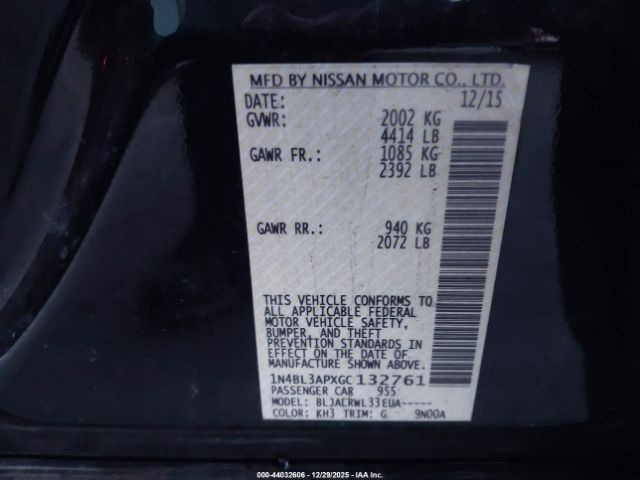 MFD BY NISSAN MOTOR CO., LTD.
DATE: 12/15
GVWR: 2002 KG
4414 LB
GAWR FR.: 1085 KG
2392 LB
GAWR RR.: 940 KG
2072 LB
THIS VEHICLE CONFORMS TO
ALL APPLICABLE FEDERAL
MOTOR VEHICLE SAFETY,
BUMPER, AND THEFT
PREVENTION STANDARDS
IN EFFECT ON THE DATE OF
MANUFACTURE SHOWN ABOVE.
1N4BL3APXGC132761
PASSENGER CAR 955
MODEL: BLJALRWL33EUA-----
COLOR: KH3 TRIM: G 9N00A
000-44032606 - 12/29/2025 - IAA Inc.